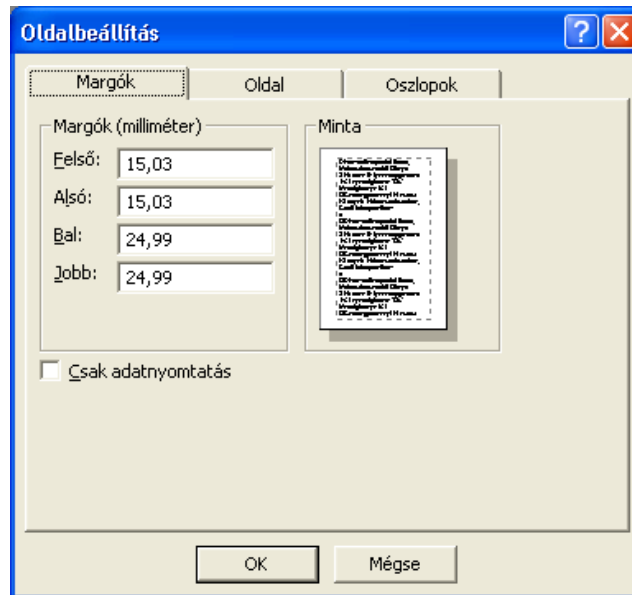 Oldalbeállítás
Margók
Oldal
Oszlopok
Margók (milliméter)
Felső: 15,03
Alsó: 15,03
Bal: 24,99
Jobb: 24,99
Minta
Csak adatnyomtatás
OK
Mégse